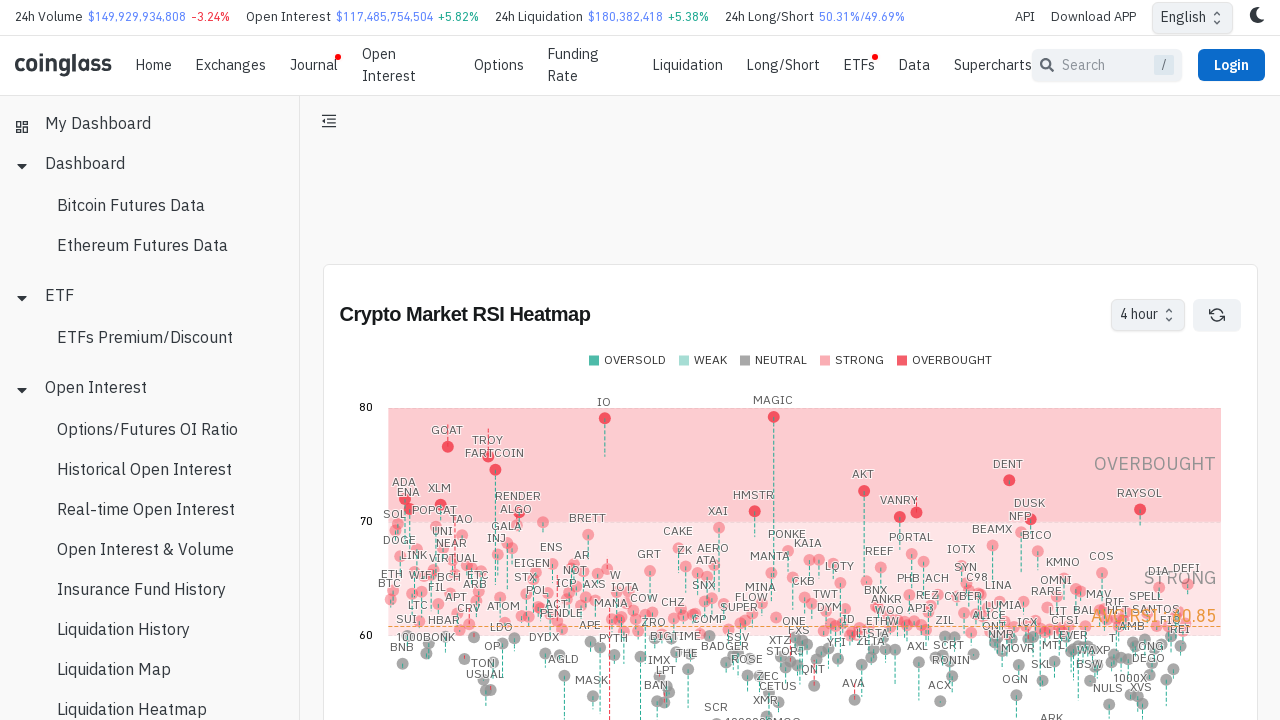 24h Volume $149,929,934,808 -3.24% Open Interest $117,485,754,504 +5.82% 24h Liquidation $180,382,418 +5.38% 24h Long/Short 50.31%/49.69% API Download APP English
coinglass Home Exchanges Journal Open Interest Options Funding Rate Liquidation Long/Short ETFs Data Supercharts Search / Login
My Dashboard
Dashboard
Bitcoin Futures Data
Ethereum Futures Data
ETF
ETFs Premium/Discount
Open Interest
Options/Futures OI Ratio
Historical Open Interest
Real-time Open Interest
Open Interest & Volume
Insurance Fund History
Liquidation History
Liquidation Map
Liquidation Heatmap
Crypto Market RSI Heatmap 4 hour
OVERSOLD WEAK NEUTRAL STRONG OVERBOUGHT
80
IO MAGIC
GOAT
TROY
FARTCOIN
OVERBOUGHT
AKT DENT
ADA
ENA XLM RENDER HMSTR VANRY RAYSOL
DUSK
SOL POPCAT ALGO XAI NFP
70
TAO BRETT
GALA CAKE PONKE PORTAL BEAMX BICO
DOGE UNI INJ
NEAR ENS ZK AERO KAIA REEF IOTX
LINK VIRTUAL EIGEN AR GRT ATA MANTA LQTY SYN KMNO COS
ETH WIF BCH ETC STX NOT W PHB ACH C98 OMNI STRONG DIA DEFI
BTC FIL ARB POL ICP AXS IOTA SNX MINA CKB BNX LINA RARE
LTC APT ATOM ACT MANA COW CHZ FLOW TWT ANKR REZ CYBER MAV SPELL
CRV PENDLE SUPER DYM WOO API3 LUMIA LIT BAL RIF SANTOS
SUI HBAR LDO APE ZRO COMP ONE ID ETHW ZIL ALICE ICX CTSI FIO
60
DYDX PYTH BIGTIME SSV FXS LISTA ONT LEVER REI
BNB OP BADGER XTZ YFI ZETA AXL SCRT NMR MOVR MTL
TON AGLD IMX THE ROSE STORJ QNT RONIN SKL BSW WAXP DEGO
USUAL MASK LPT ZEC OGN 1000X
BAN CETUS AVA ACX NULS XVS
SCR XMR
ARK